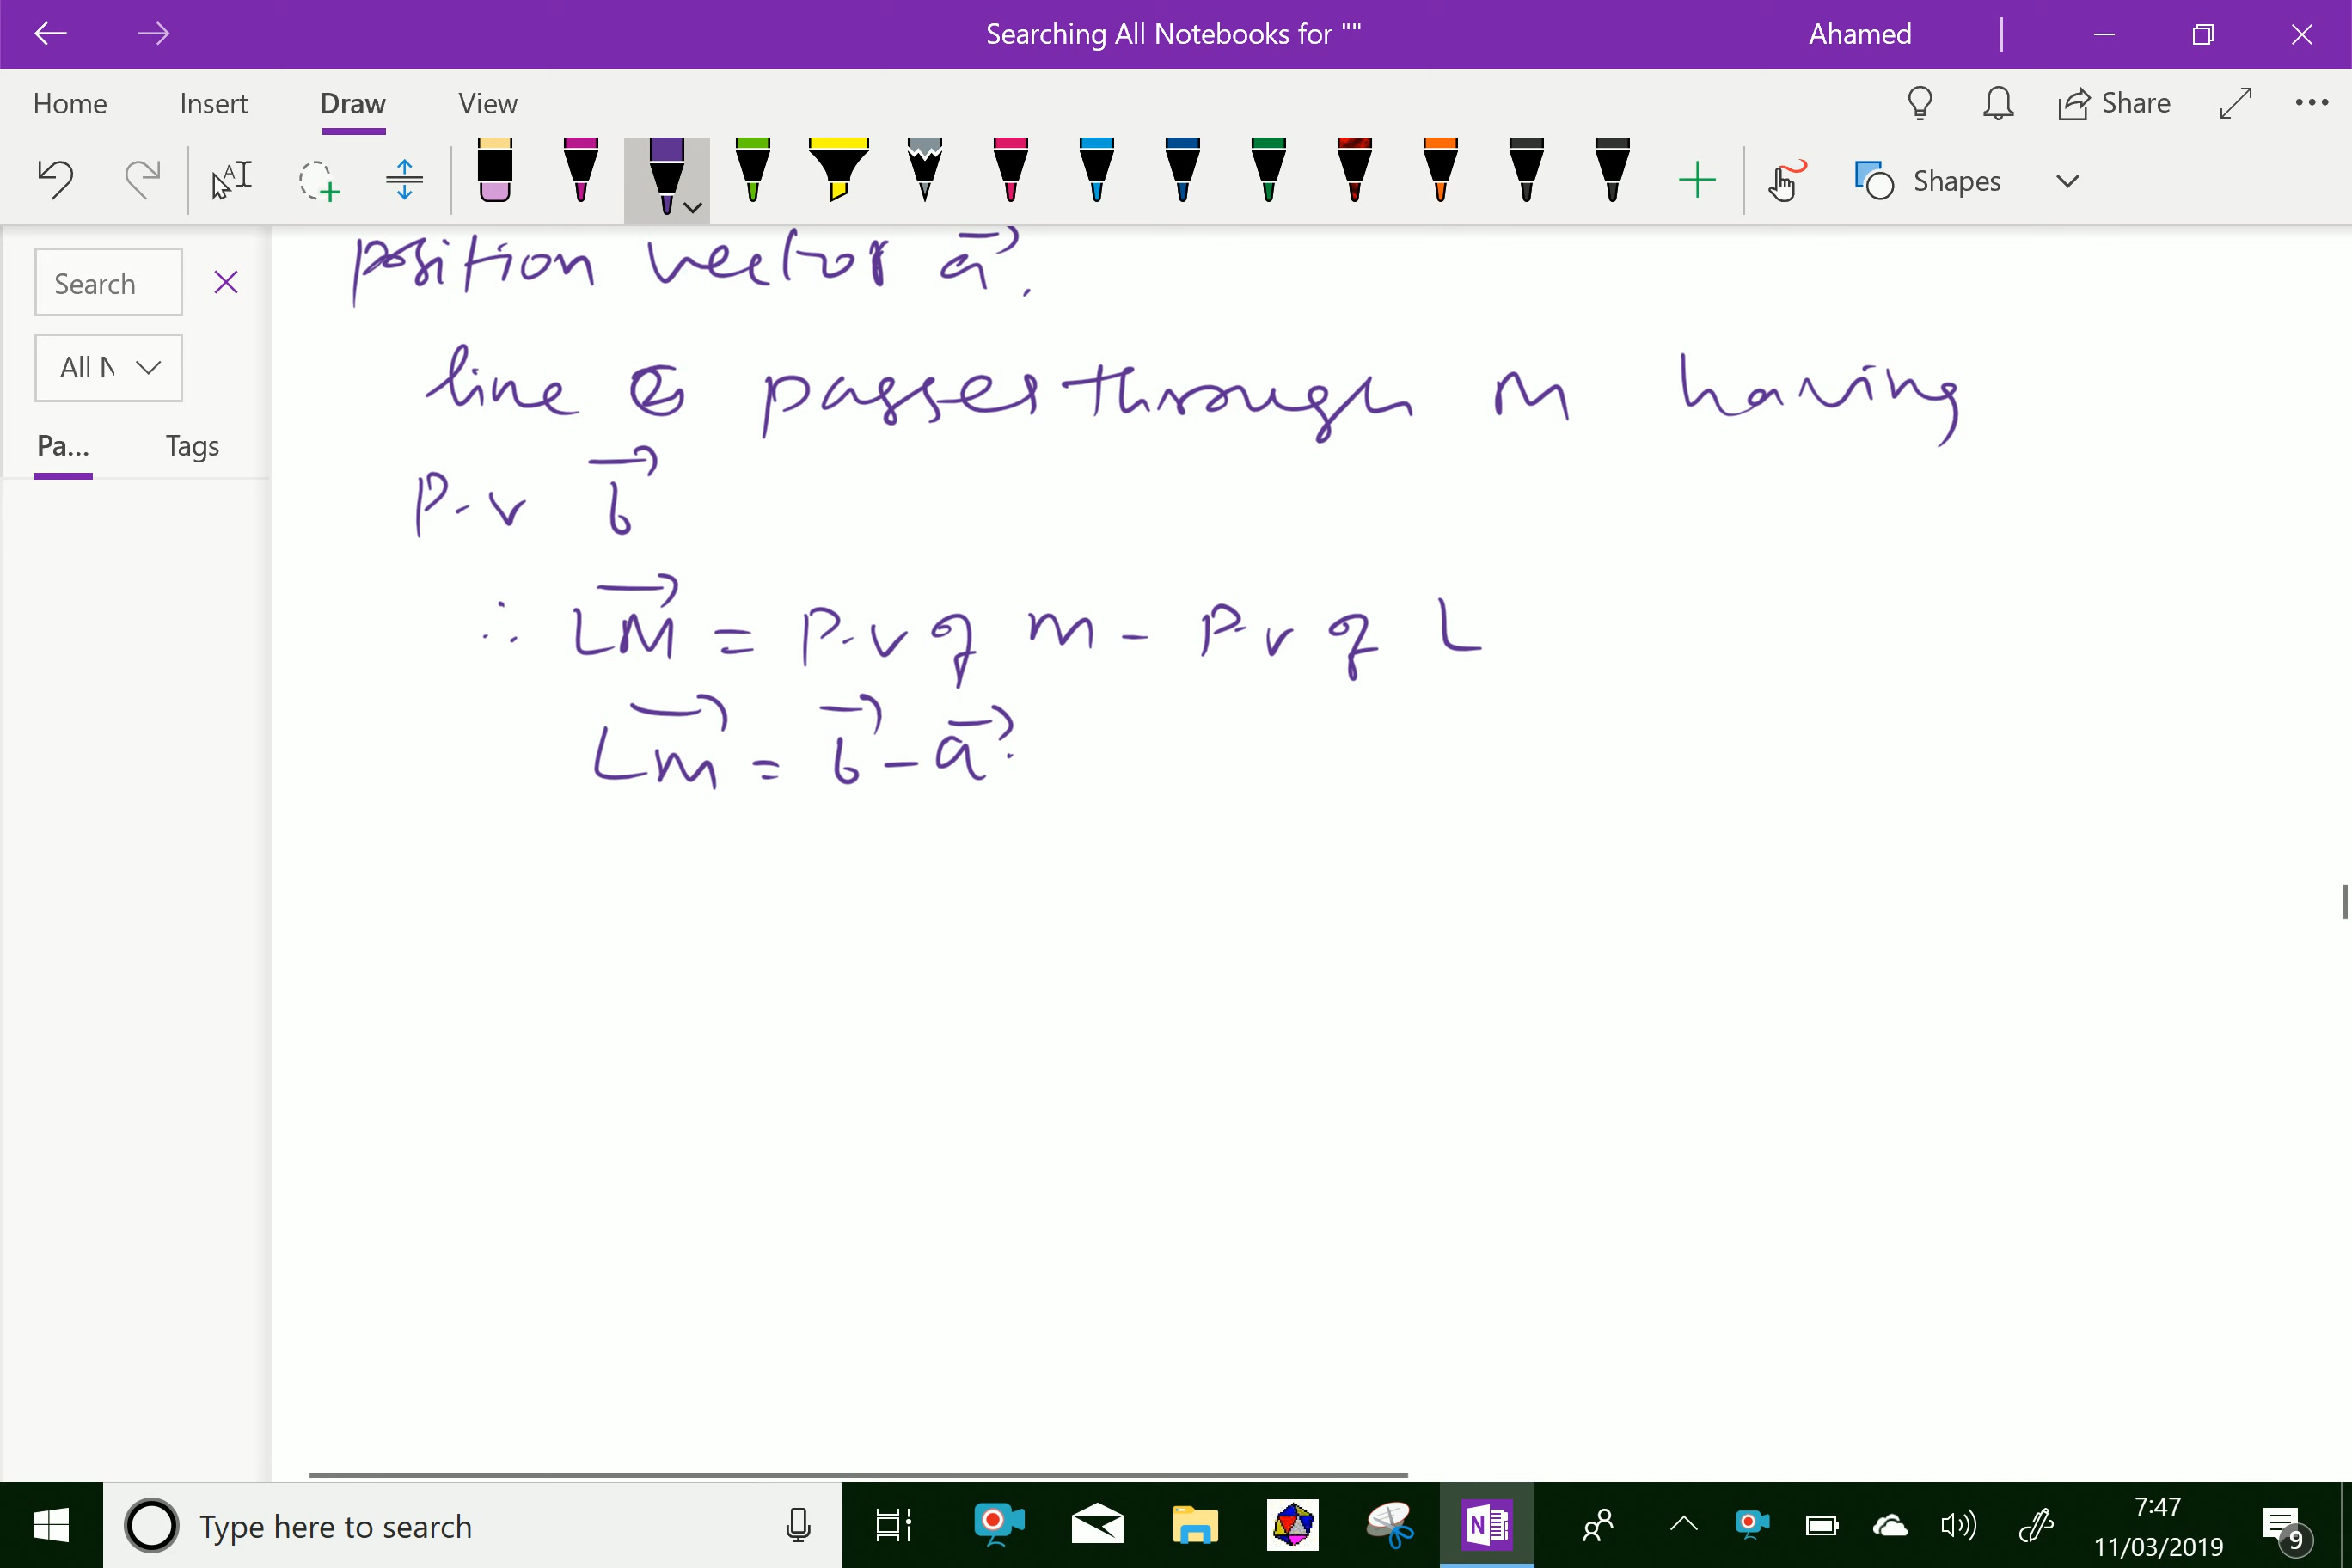 Searching All Notebooks for ""
Ahamed
Home Insert Draw View
Share
Shapes
Search
All N
Pa... Tags
position vector a⃗.
line ② passes through M having
P.v b⃗
∴ LM⃗ = P.v of M - P.v of L
LM⃗ = b⃗ - a⃗.
Type here to search
N
7:47
11/03/2019
9